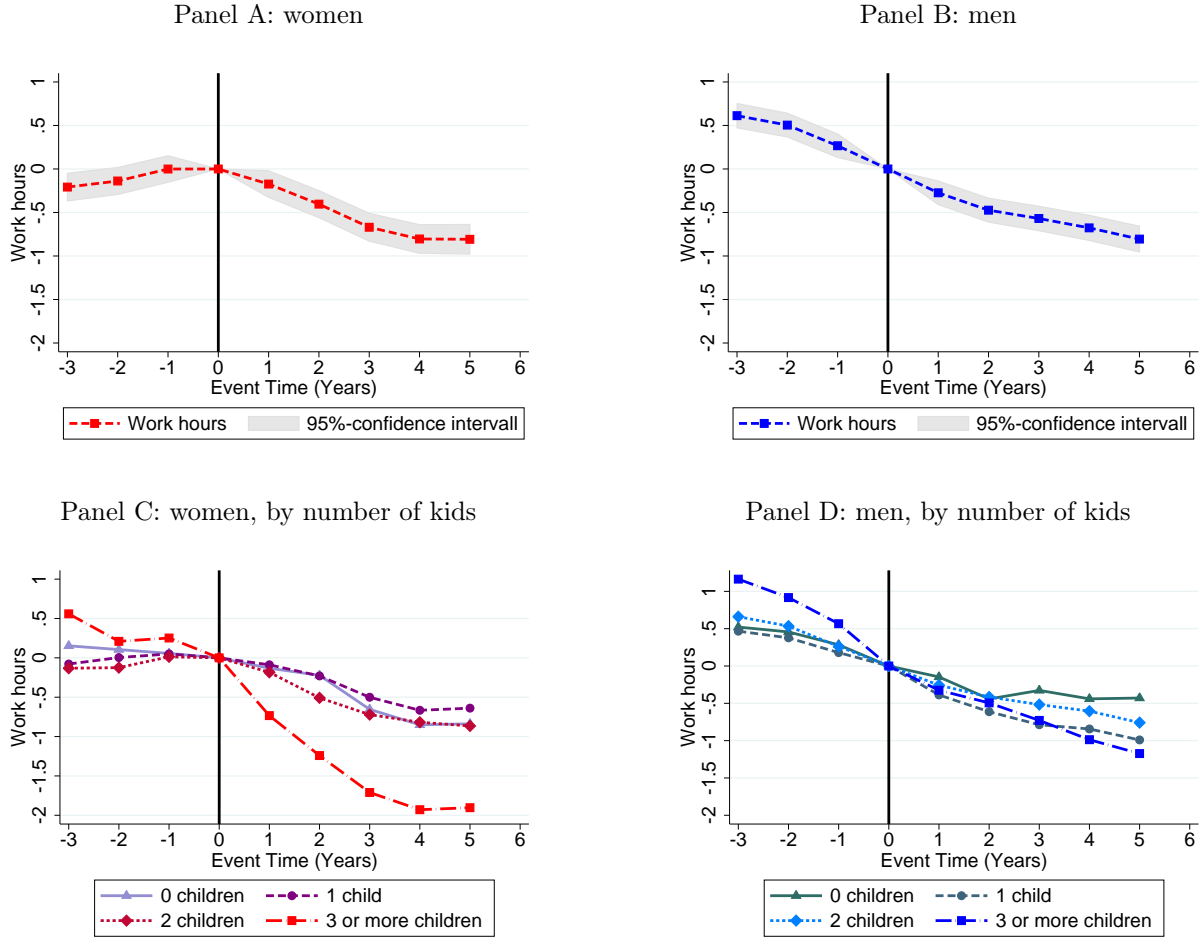 Panel A: women
Work hours
1
.5
0
-.5
-1
-1.5
-2
-3 -2 -1 0 1 2 3 4 5 6
Event Time (Years)
Work hours 95%-confidence intervall
Panel B: men
Work hours
1
.5
0
-.5
-1
-1.5
-2
-3 -2 -1 0 1 2 3 4 5 6
Event Time (Years)
Work hours 95%-confidence intervall
Panel C: women, by number of kids
Work hours
1
.5
0
-.5
-1
-1.5
-2
-3 -2 -1 0 1 2 3 4 5 6
Event Time (Years)
0 children 1 child
2 children 3 or more children
Panel D: men, by number of kids
Work hours
1
.5
0
-.5
-1
-1.5
-2
-3 -2 -1 0 1 2 3 4 5 6
Event Time (Years)
0 children 1 child
2 children 3 or more children